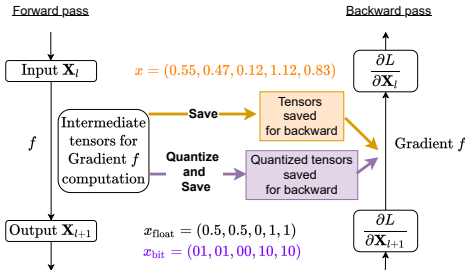 Forward pass
Backward pass
Input X_l
x = (0.55, 0.47, 0.12, 1.12, 0.83)
∂L
∂X_l
f
Intermediate
tensors for
Gradient f
computation
Save
Tensors
saved
for backward
Gradient f
Quantize
and
Save
Quantized tensors
saved
for backward
Output X_{l+1}
x_float = (0.5, 0.5, 0, 1, 1)
x_bit = (01, 01, 00, 10, 10)
∂L
∂X_{l+1}